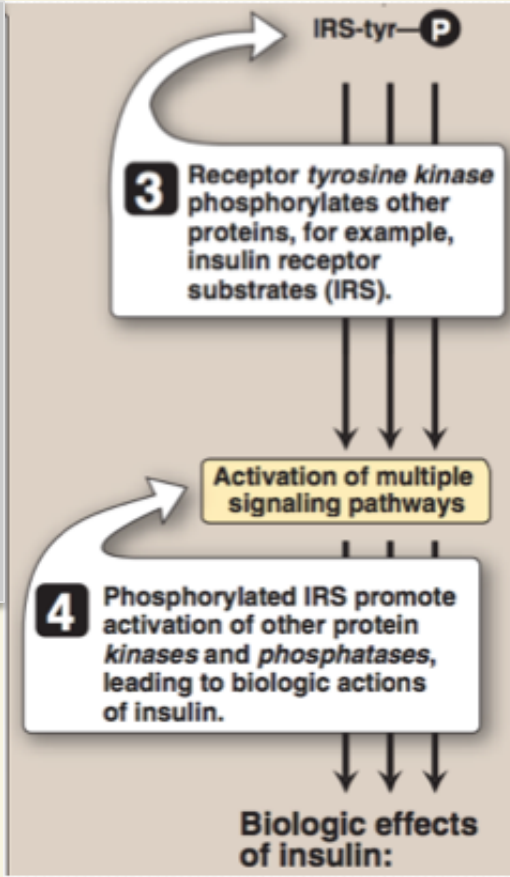 IRS-tyr—P
3 Receptor tyrosine kinase
phosphorylates other
proteins, for example,
insulin receptor
substrates (IRS).
Activation of multiple
signaling pathways
4 Phosphorylated IRS promote
activation of other protein
kinases and phosphatases,
leading to biologic actions
of insulin.
Biologic effects
of insulin: